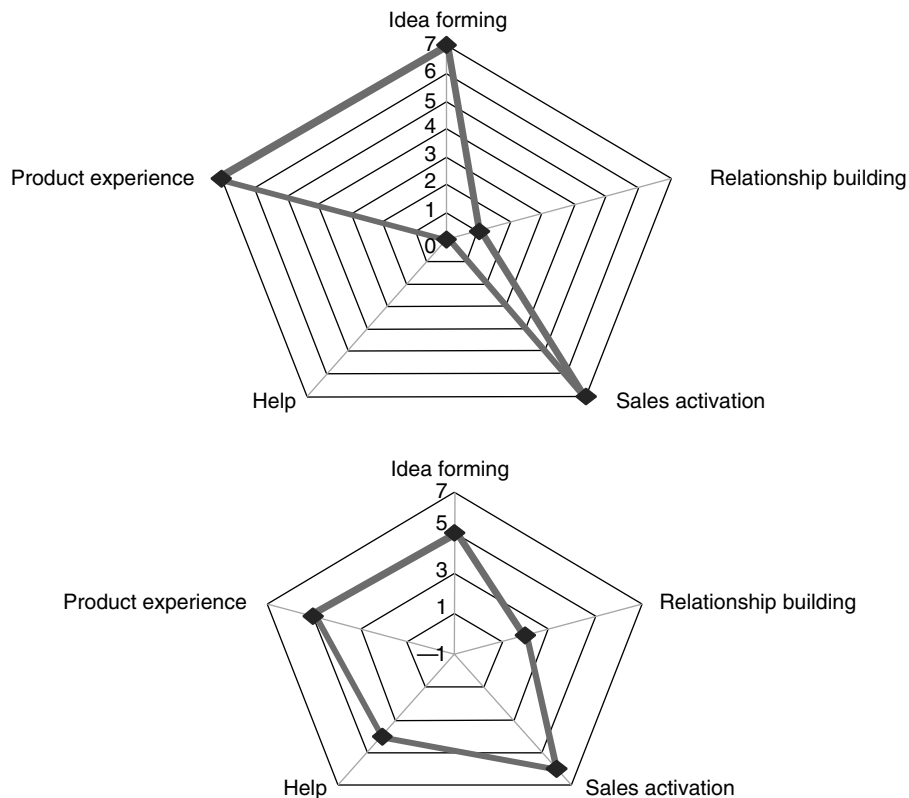 Idea forming
7
6
5
4
3
2
1
0
Product experience
Relationship building
Help
Sales activation
Idea forming
7
5
3
1
—1
Product experience
Relationship building
Help
Sales activation